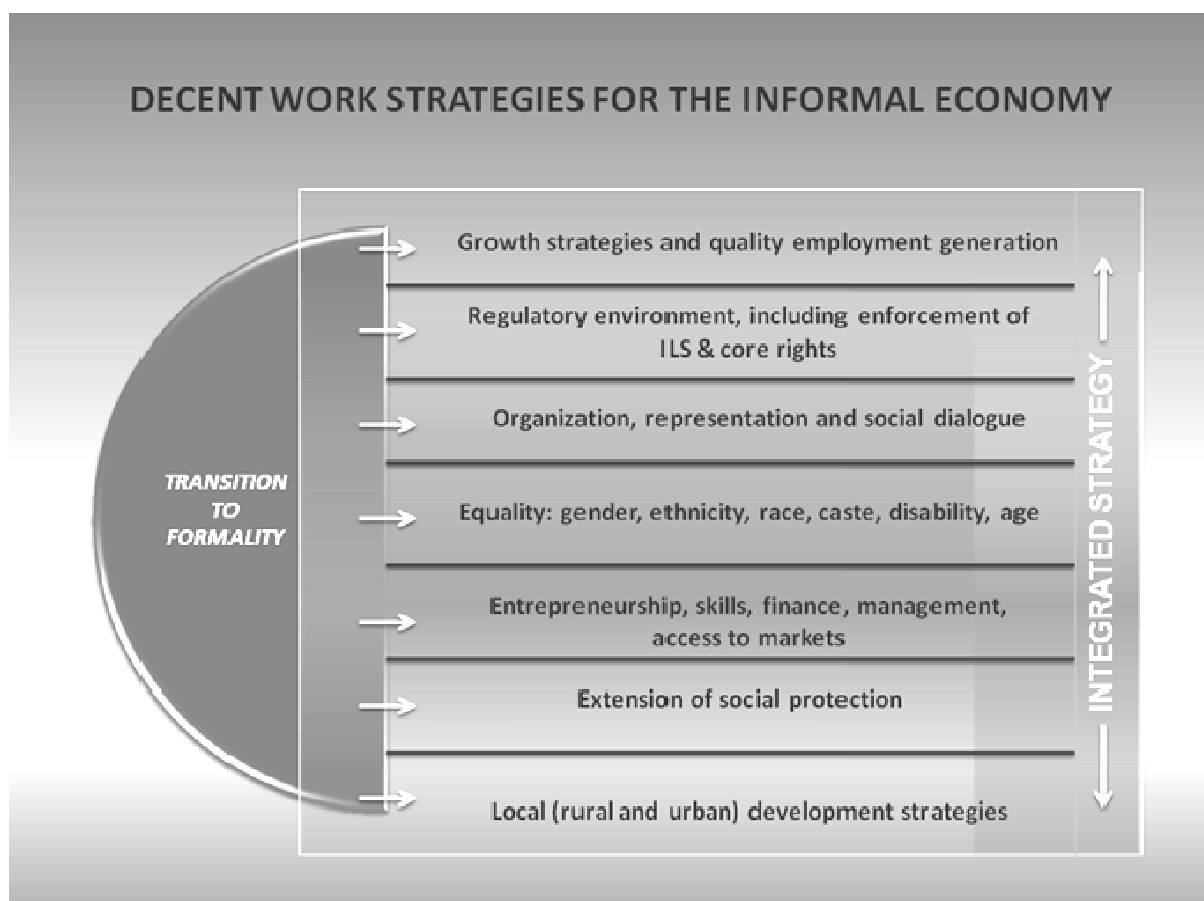 DECENT WORK STRATEGIES FOR THE INFORMAL ECONOMY
TRANSITION
TO
FORMALITY
Growth strategies and quality employment generation
Regulatory environment, including enforcement of
ILS & core rights
Organization, representation and social dialogue
Equality: gender, ethnicity, race, caste, disability, age
Entrepreneurship, skills, finance, management,
access to markets
Extension of social protection
Local (rural and urban) development strategies
INTEGRATED STRATEGY